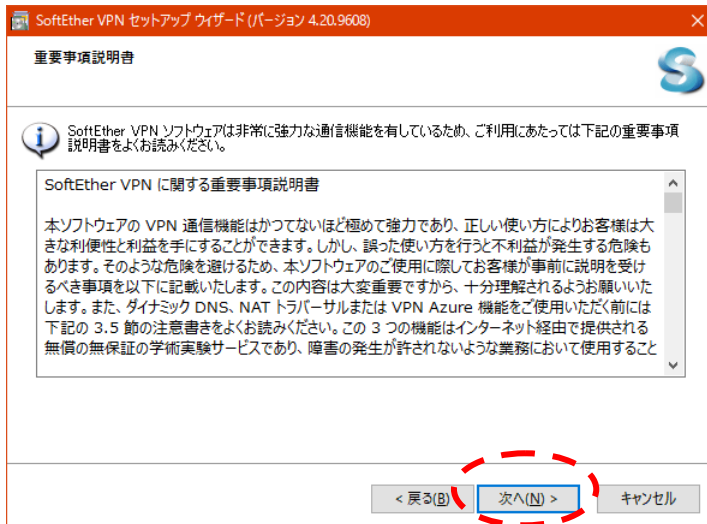 SoftEther VPN セットアップ ウィザード (バージョン 4.20.9608)
重要事項説明書
SoftEther VPN ソフトウェアは非常に強力な通信機能を有しているため、ご利用にあたっては下記の重要事項
説明書をよくお読みください。
SoftEther VPN に関する重要事項説明書
本ソフトウェアの VPN 通信機能はかつてないほど極めて強力であり、正しい使い方によりお客様は大
きな利便性と利益を手にすることができます。しかし、誤った使い方を行うと不利益が発生する危険も
あります。そのような危険を避けるため、本ソフトウェアのご使用に際してお客様が事前に説明を受け
るべき事項を以下に記載いたします。この内容は大変重要ですから、十分理解されるようお願いいた
します。また、ダイナミック DNS、NAT トラバーサルまたは VPN Azure 機能をご使用いただく前には
下記の 3.5 節の注意書きをよくお読みください。この 3 つの機能はインターネット経由で提供される
無償の無保証の学術実験サービスであり、障害の発生が許されないような業務において使用すること
< 戻る(B)
次へ(N) >
キャンセル